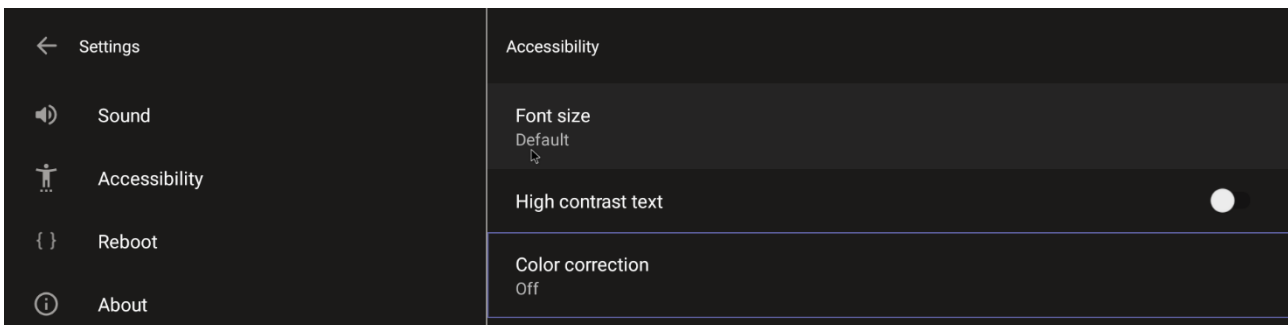 Settings
Sound
Accessibility
{ } Reboot
About
Accessibility
Font size
Default
High contrast text
Color correction
Off